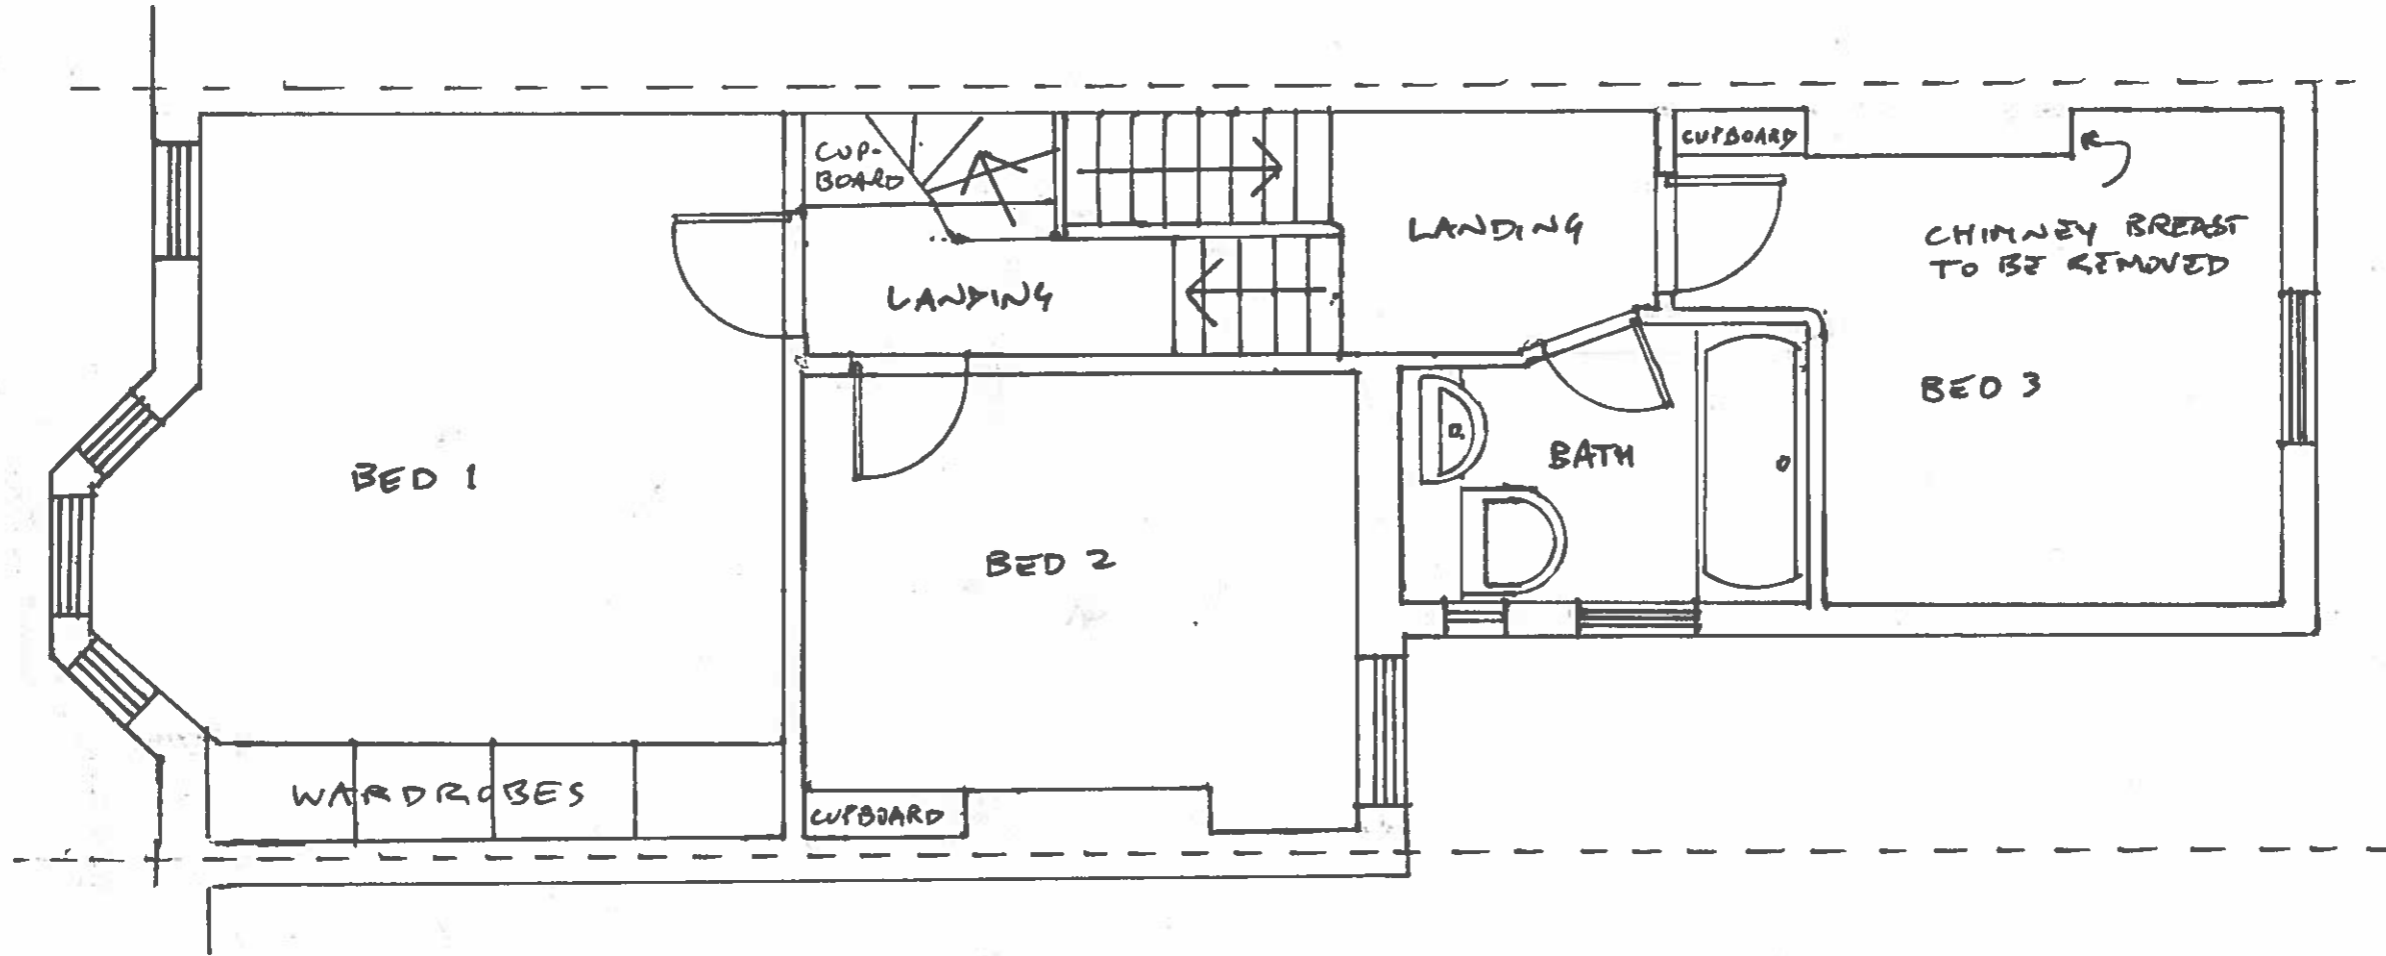 CUP-
BOARD
CUPBOARD
LANDING
CHIMNEY BREAST
TO BE REMOVED
LANDING
BED 3
BATH
BED 1
BED 2
WARDROBES
CUPBOARD